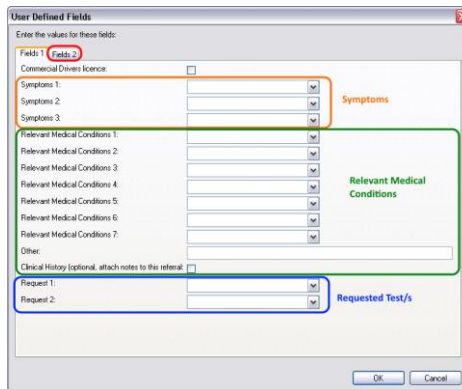 User Defined Fields
Enter the values for these fields:
Fields 1 Fields 2
Commercial Drivers licence:
Symptoms 1:
Symptoms 2:
Symptoms 3:
Symptoms
Relevant Medical Conditions 1:
Relevant Medical Conditions 2:
Relevant Medical Conditions 3:
Relevant Medical Conditions 4:
Relevant Medical Conditions 5:
Relevant Medical Conditions 6:
Relevant Medical Conditions 7:
Relevant Medical
Conditions
Other:
Clinical History (optional, attach notes to this referral:
Request 1:
Request 2:
Requested Test/s
OK Cancel